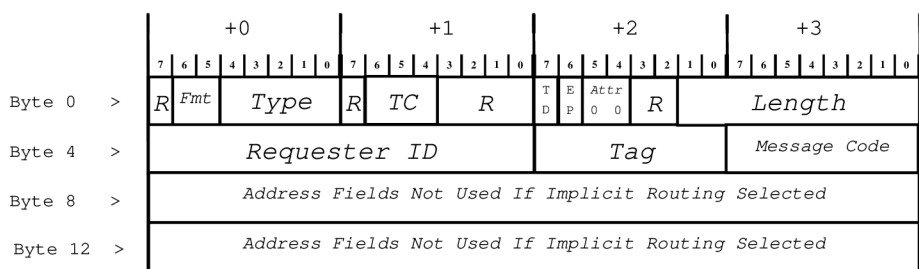 +0 +1 +2 +3
7 6 5 4 3 2 1 0 7 6 5 4 3 2 1 0 7 6 5 4 3 2 1 0 7 6 5 4 3 2 1 0
Byte 0 > R Fmt Type R TC R TD EP Attr 0 0 R Length
Byte 4 > Requester ID Tag Message Code
Byte 8 > Address Fields Not Used If Implicit Routing Selected
Byte 12 > Address Fields Not Used If Implicit Routing Selected